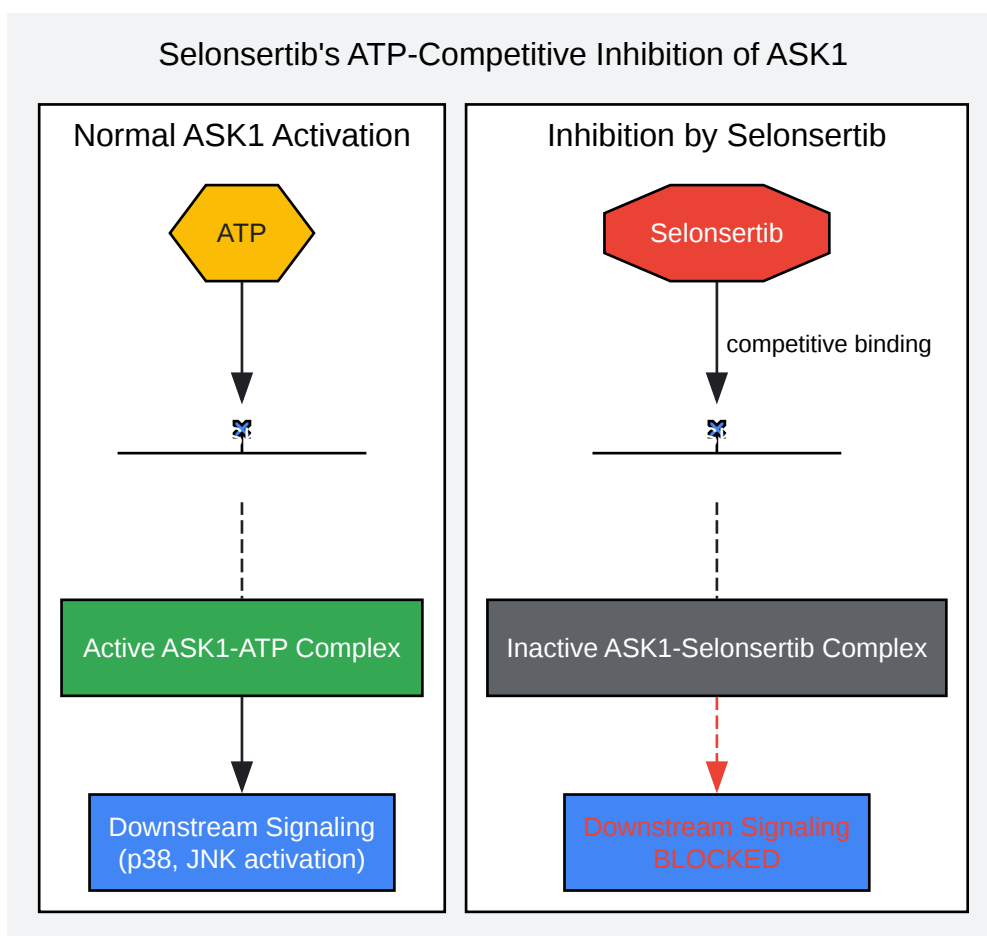 Selonsertib's ATP-Competitive Inhibition of ASK1
Normal ASK1 Activation
ATP
Active ASK1-ATP Complex
Downstream Signaling
(p38, JNK activation)
Inhibition by Selonsertib
Selonsertib
competitive binding
Inactive ASK1-Selonsertib Complex
Downstream Signaling
BLOCKED